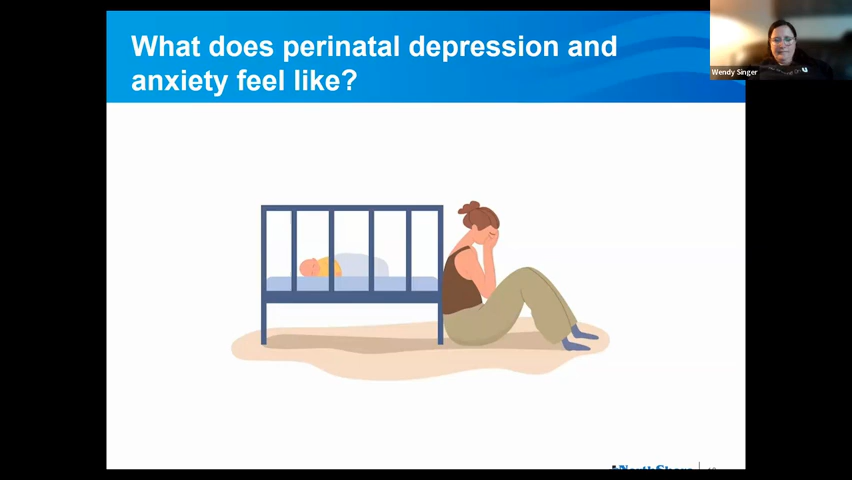 What does perinatal depression and
anxiety feel like?
Wendy Singer